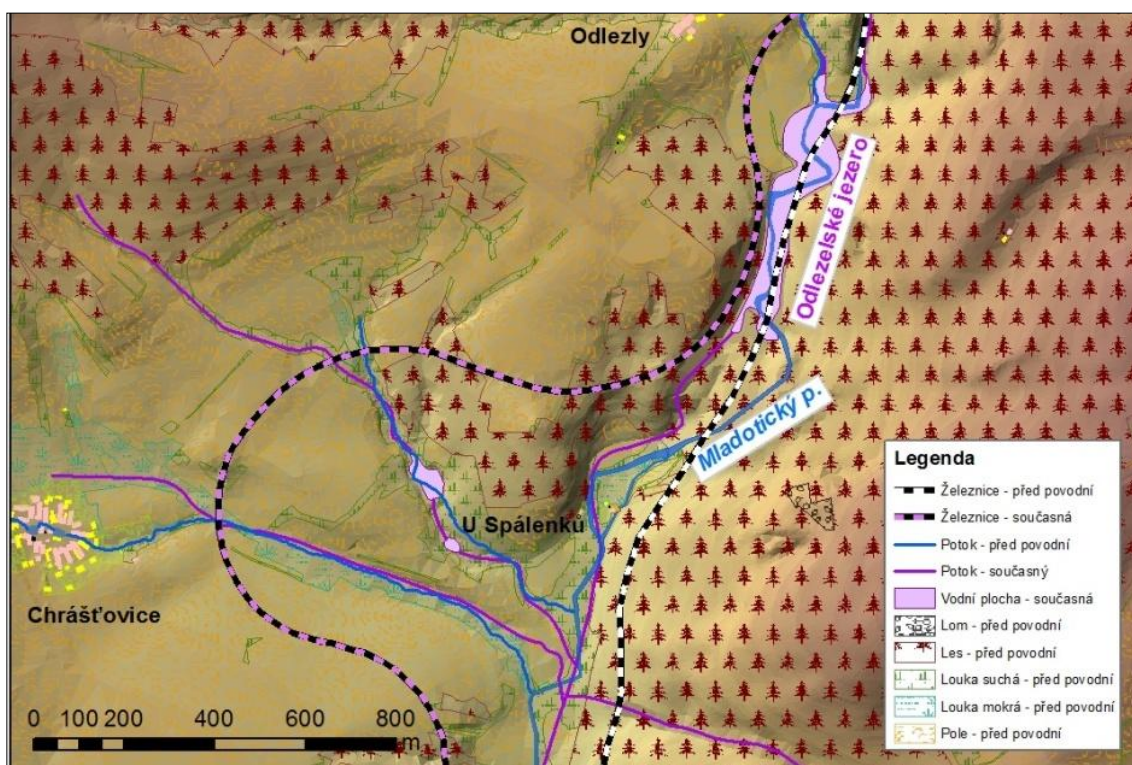 Odlezly
Odlezelské jezero
Mladotický p.
U Spálenků
Chrášťovice
0 100 200 400 600 800
m
Legenda
Železnice - před povodní
Železnice - současná
Potok - před povodní
Potok - současný
Vodní plocha - současná
Lom - před povodní
Les - před povodní
Louka suchá - před povodní
Louka mokrá - před povodní
Pole - před povodní